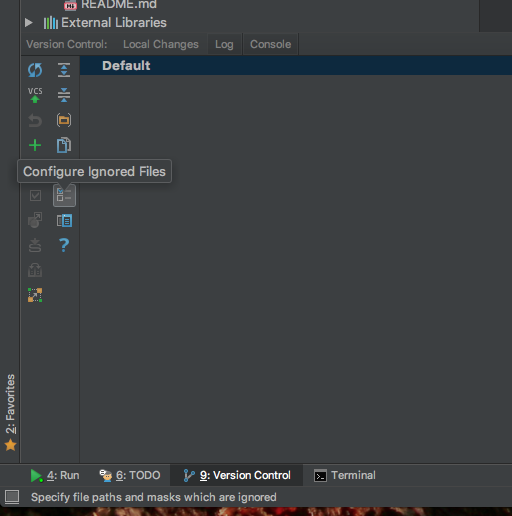 README.md
External Libraries
Version Control: Local Changes Log Console
Default
VCS
Configure Ignored Files
?
2: Favorites
4: Run 6: TODO 9: Version Control Terminal
Specify file paths and masks which are ignored